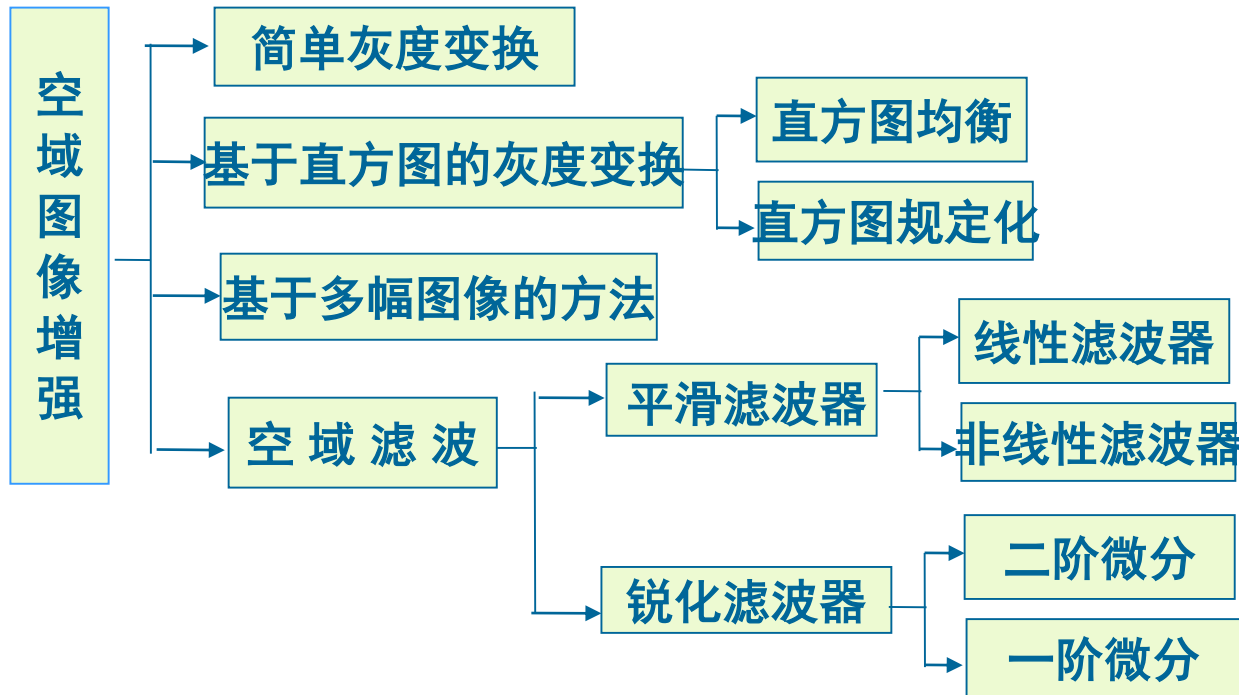 空域图像增强
简单灰度变换
基于直方图的灰度变换
直方图均衡
直方图规定化
基于多幅图像的方法
空域滤波
平滑滤波器
线性滤波器
非线性滤波器
锐化滤波器
二阶微分
一阶微分